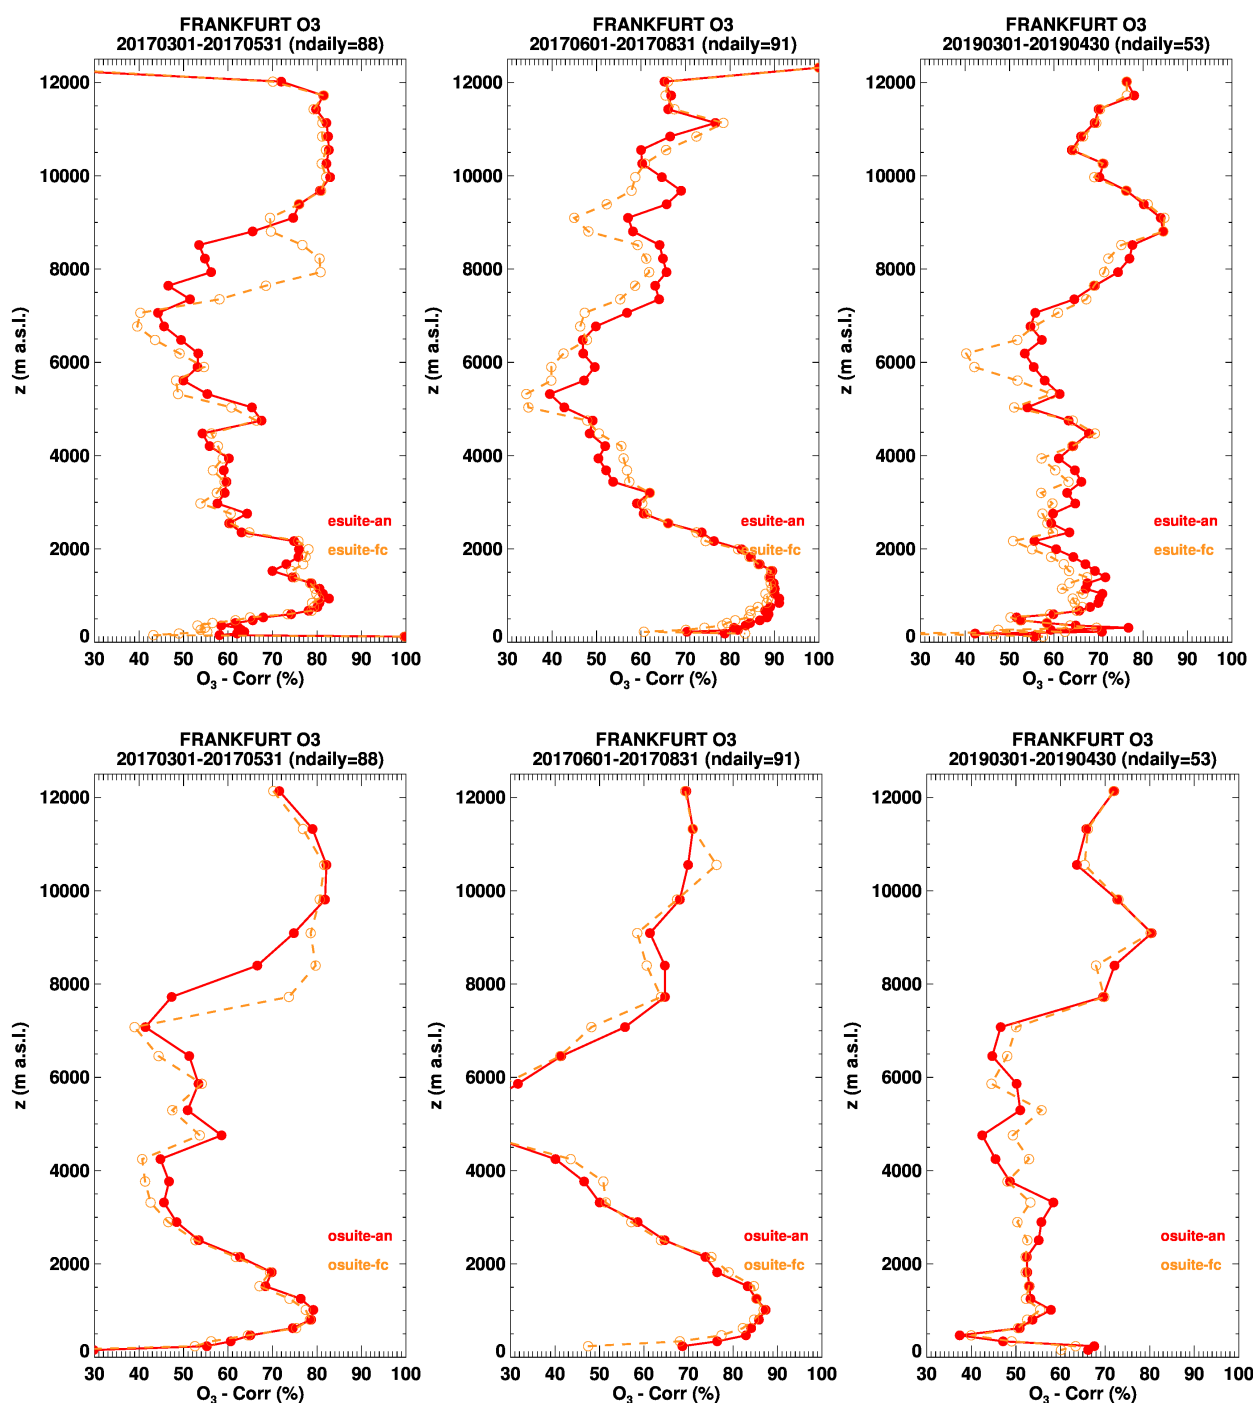 FRANKFURT O3
20170301-20170531 (ndaily=88)
12000
10000
8000
6000
4000
2000
0
z (m a.s.l.)
esuite-an
esuite-fc
30 40 50 60 70 80 90 100
O3 - Corr (%)
FRANKFURT O3
20170601-20170831 (ndaily=91)
12000
10000
8000
6000
4000
2000
0
z (m a.s.l.)
esuite-an
esuite-fc
30 40 50 60 70 80 90 100
O3 - Corr (%)
FRANKFURT O3
20190301-20190430 (ndaily=53)
12000
10000
8000
6000
4000
2000
0
z (m a.s.l.)
esuite-an
esuite-fc
30 40 50 60 70 80 90 100
O3 - Corr (%)
FRANKFURT O3
20170301-20170531 (ndaily=88)
12000
10000
8000
6000
4000
2000
0
z (m a.s.l.)
osuite-an
osuite-fc
30 40 50 60 70 80 90 100
O3 - Corr (%)
FRANKFURT O3
20170601-20170831 (ndaily=91)
12000
10000
8000
6000
4000
2000
0
z (m a.s.l.)
osuite-an
osuite-fc
30 40 50 60 70 80 90 100
O3 - Corr (%)
FRANKFURT O3
20190301-20190430 (ndaily=53)
12000
10000
8000
6000
4000
2000
0
z (m a.s.l.)
osuite-an
osuite-fc
30 40 50 60 70 80 90 100
O3 - Corr (%)